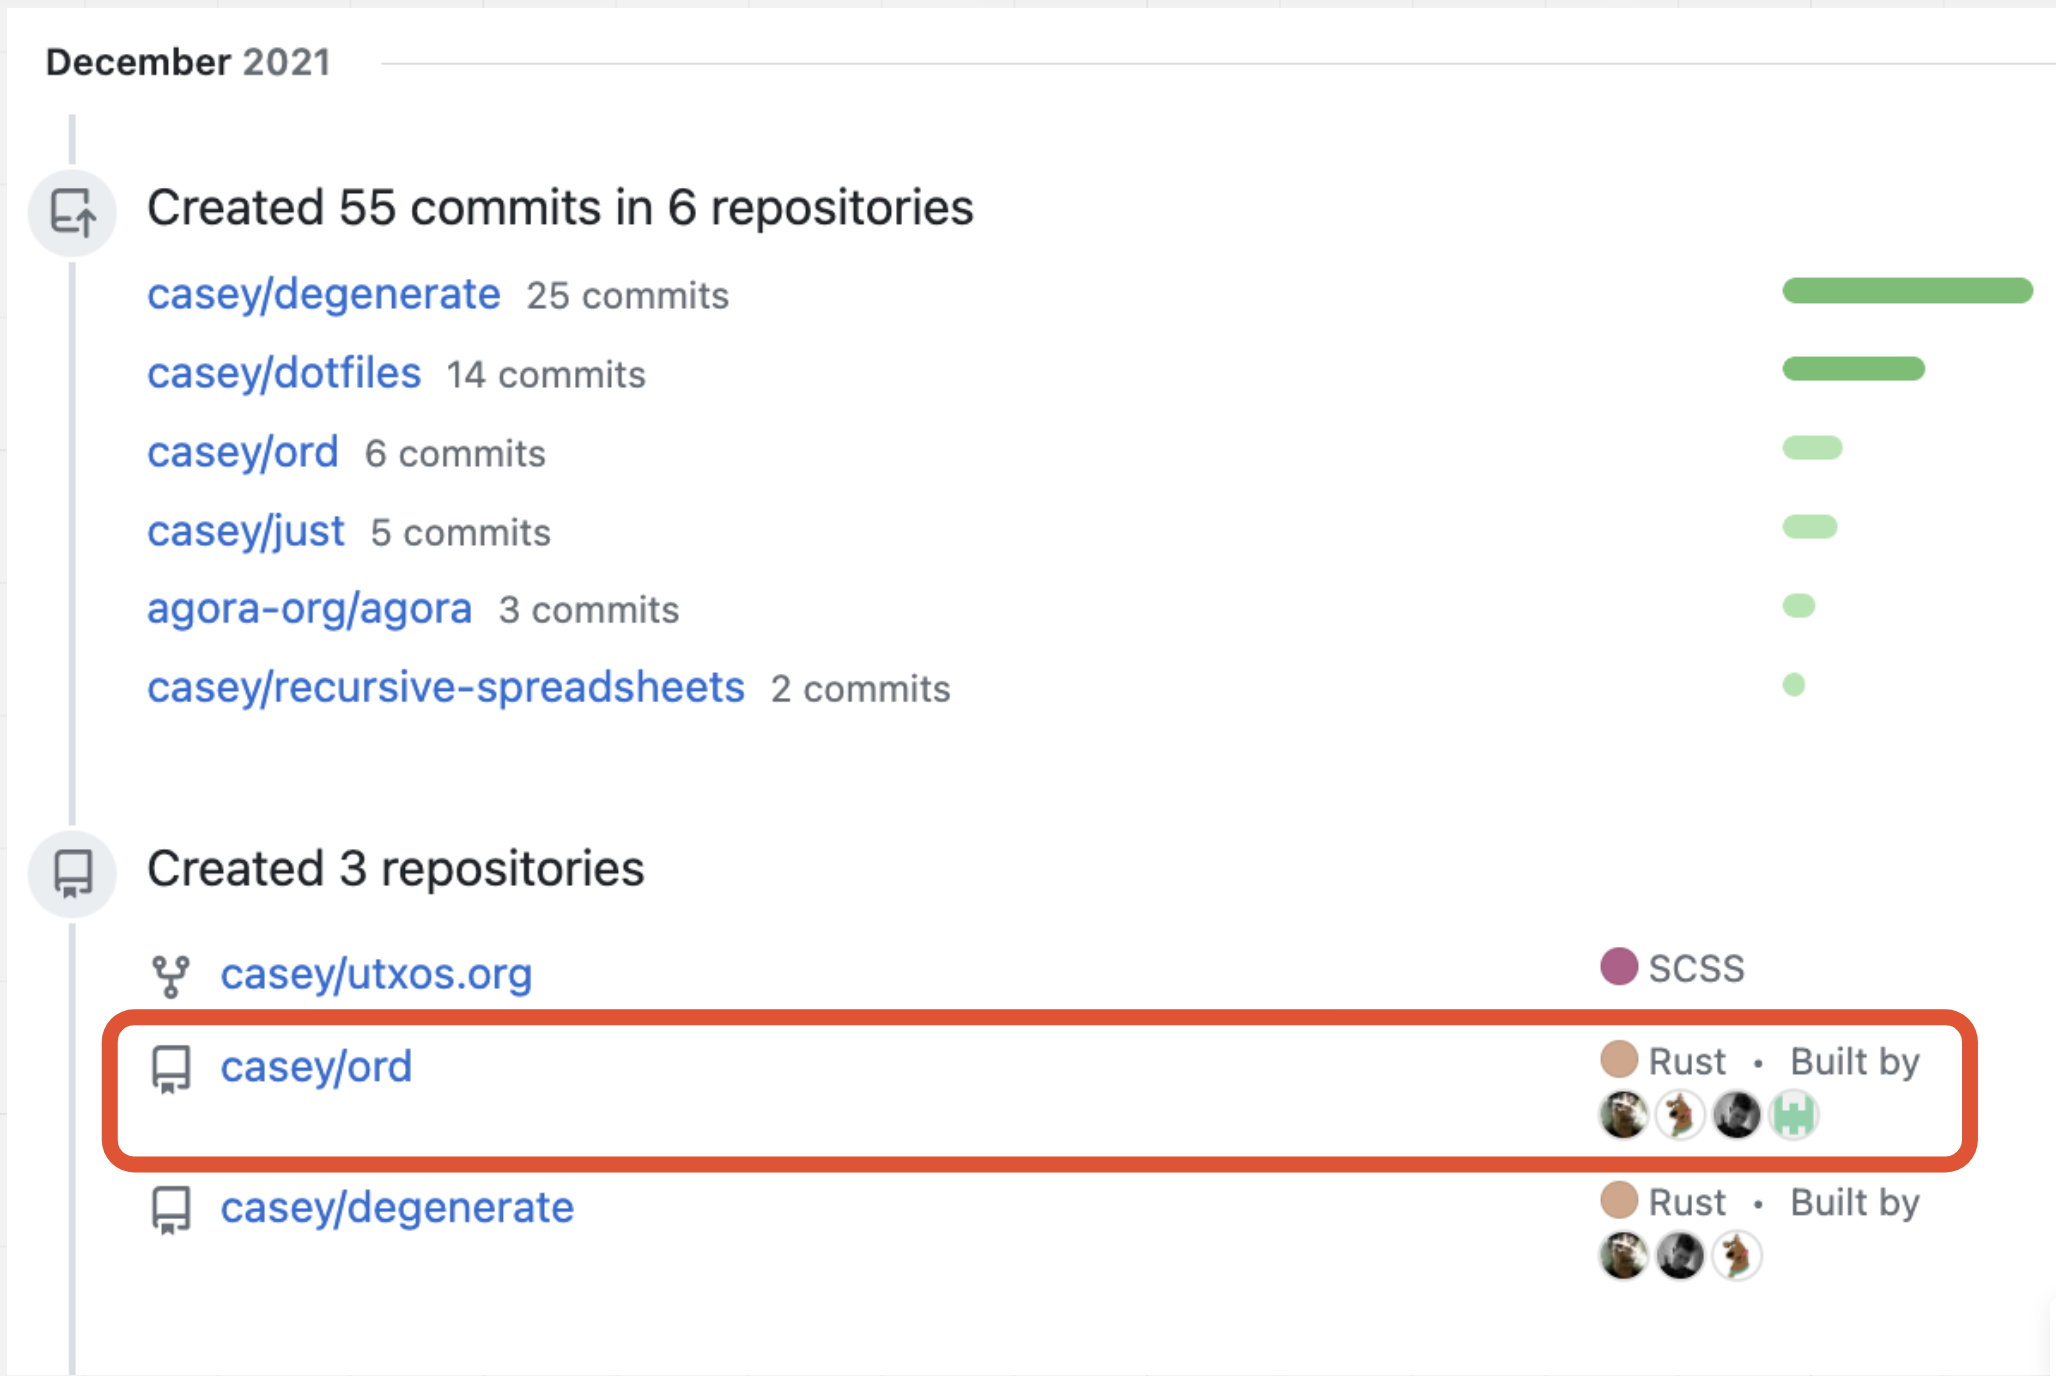 December 2021
Created 55 commits in 6 repositories
casey/degenerate 25 commits
casey/dotfiles 14 commits
casey/ord 6 commits
casey/just 5 commits
agora-org/agora 3 commits
casey/recursive-spreadsheets 2 commits
Created 3 repositories
casey/utxos.org SCSS
casey/ord Rust • Built by
casey/degenerate Rust • Built by